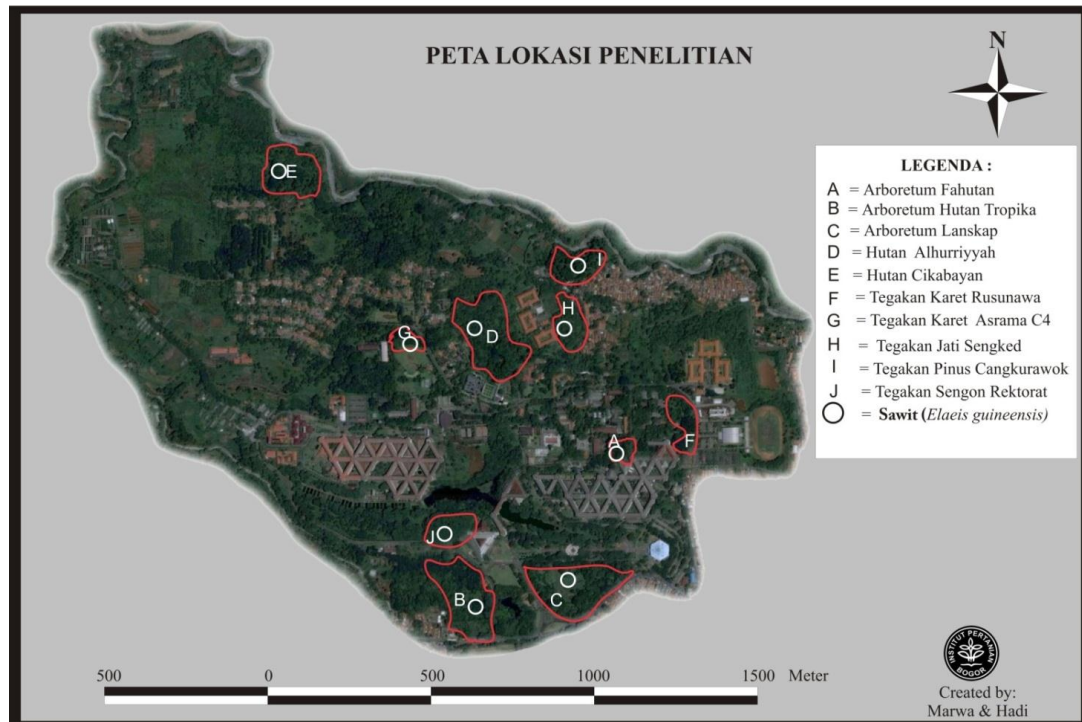 PETA LOKASI PENELITIAN
N
LEGENDA :
A = Arboretum Fahutan
B = Arboretum Hutan Tropika
C = Arboretum Lanskap
D = Hutan Alhurriyyah
E = Hutan Cikabayan
F = Tegakan Karet Rusunawa
G = Tegakan Karet Asrama C4
H = Tegakan Jati Sengked
I = Tegakan Pinus Cangkurawok
J = Tegakan Sengon Rektorat
= Sawit (Elaeis guineensis)
E
I
H
G
D
A
F
J
B
C
500 0 500 1000 1500 Meter
INSTITUT PERTANIAN
BOGOR
Created by:
Marwa & Hadi